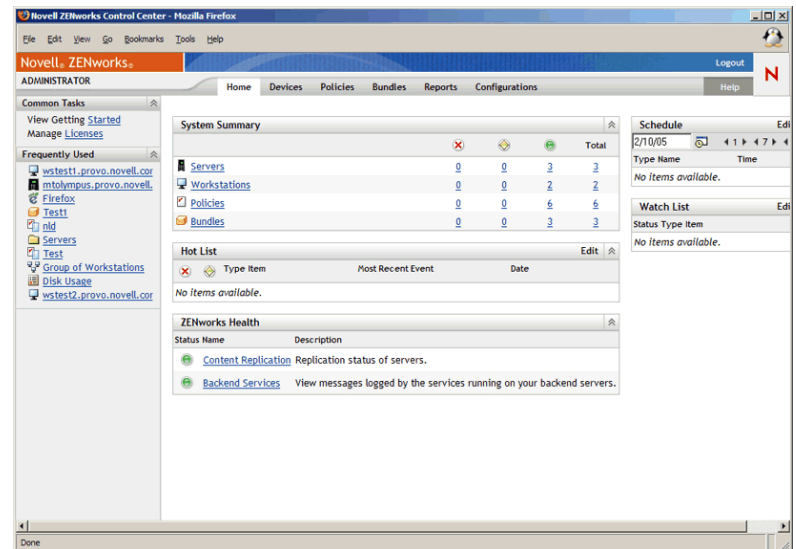 Novell ZENworks Control Center - Mozilla Firefox
File Edit View Go Bookmarks Tools Help
Novell® ZENworks®
Logout
N
ADMINISTRATOR
Home Devices Policies Bundles Reports Configurations Help
Common Tasks
View Getting Started
Manage Licenses
Frequently Used
wstest1.provo.novell.cor
mtolympus.provo.novell.
Firefox
Test1
nld
Servers
Test
Group of Workstations
Disk Usage
wstest2.provo.novell.cor
System Summary
Total
Servers 0 0 3 3
Workstations 0 0 2 2
Policies 0 0 6 6
Bundles 0 0 3 3
Hot List Edit
Type Item Most Recent Event Date
No items available.
ZENworks Health
Status Name Description
Content Replication Replication status of servers.
Backend Services View messages logged by the services running on your backend servers.
Schedule Edi
2/10/05 1 7
Type Name Time
No items available.
Watch List Edi
Status Type Item
No items available.
Done